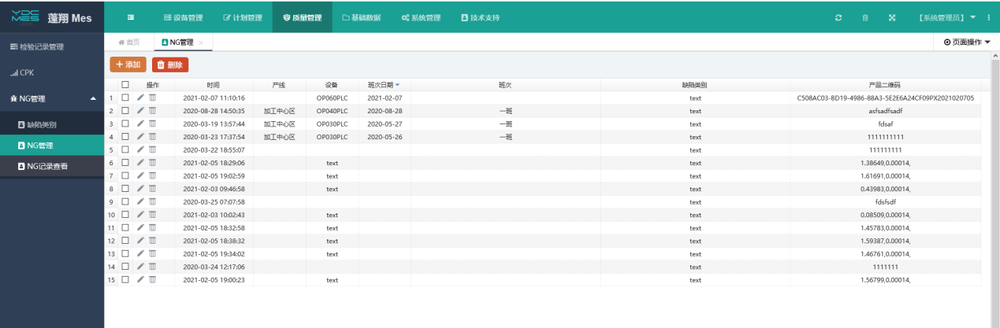 YDC MES 蓬翔 Mes 设备管理 计划管理 质量管理 基础数据 系统管理 技术支持 【系统管理员】
检验记录管理
CPK
NG管理
缺陷类别
NG管理
NG记录查看
首页 NG管理 × 页面操作
添加 删除
操作 时间 产线 设备 班次日期 班次 缺陷类别 产品二维码
1 2021-02-07 11:10:16 OP060PLC 2021-02-07 text C508AC03-BD19-4986-88A3-5E2E6A24CF09PX2021020705
2 2020-08-28 14:50:35 加工中心区 OP040PLC 2020-08-28 一班 text asfsadfsadf
3 2020-03-19 13:57:44 加工中心区 OP030PLC 2020-05-27 一班 text fdsaf
4 2020-03-23 17:37:54 加工中心区 OP030PLC 2020-05-26 一班 text 1111111111
5 2020-03-22 18:55:07 text 111111111
6 2021-02-05 18:29:06 text text 1.38649,0.00014,
7 2021-02-05 19:02:59 text text 1.61691,0.00014,
8 2021-02-03 09:46:58 text text 0.43983,0.00014,
9 2020-03-25 07:07:58 text fdsfsdf
10 2021-02-03 10:02:43 text text 0.08509,0.00014,
11 2021-02-05 18:32:58 text text 1.45783,0.00014,
12 2021-02-05 18:38:32 text text 1.59387,0.00014,
13 2021-02-05 19:34:02 text text 1.46761,0.00014,
14 2020-03-24 12:17:06 text 1111111
15 2021-02-05 19:00:23 text text 1.56799,0.00014,